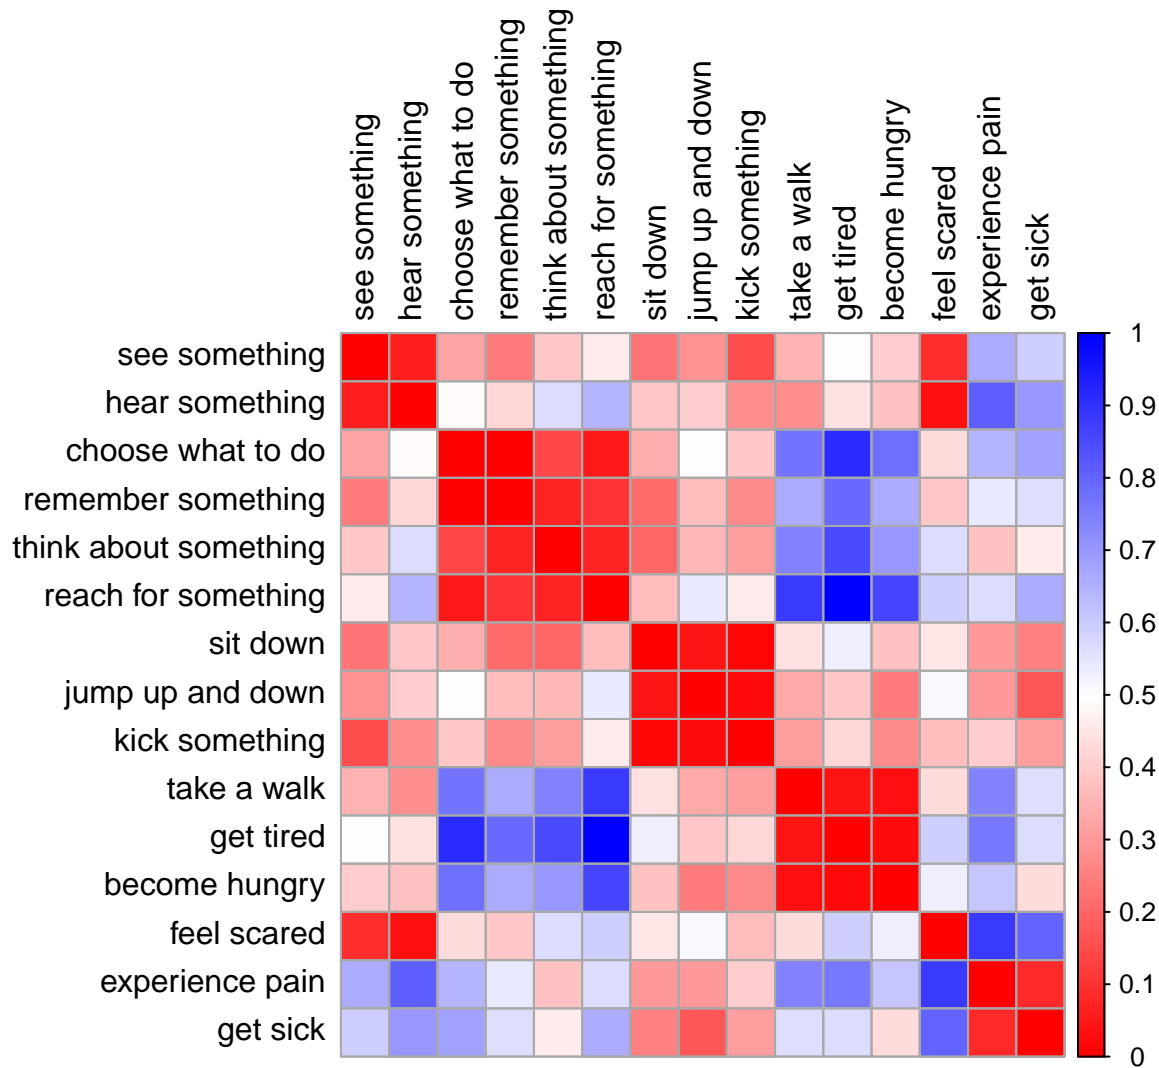 see something
hear something
choose what to do
remember something
think about something
reach for something
sit down
jump up and down
kick something
take a walk
get tired
become hungry
feel scared
experience pain
get sick
see something
hear something
choose what to do
remember something
think about something
reach for something
sit down
jump up and down
kick something
take a walk
get tired
become hungry
feel scared
experience pain
get sick
1
0.9
0.8
0.7
0.6
0.5
0.4
0.3
0.2
0.1
0